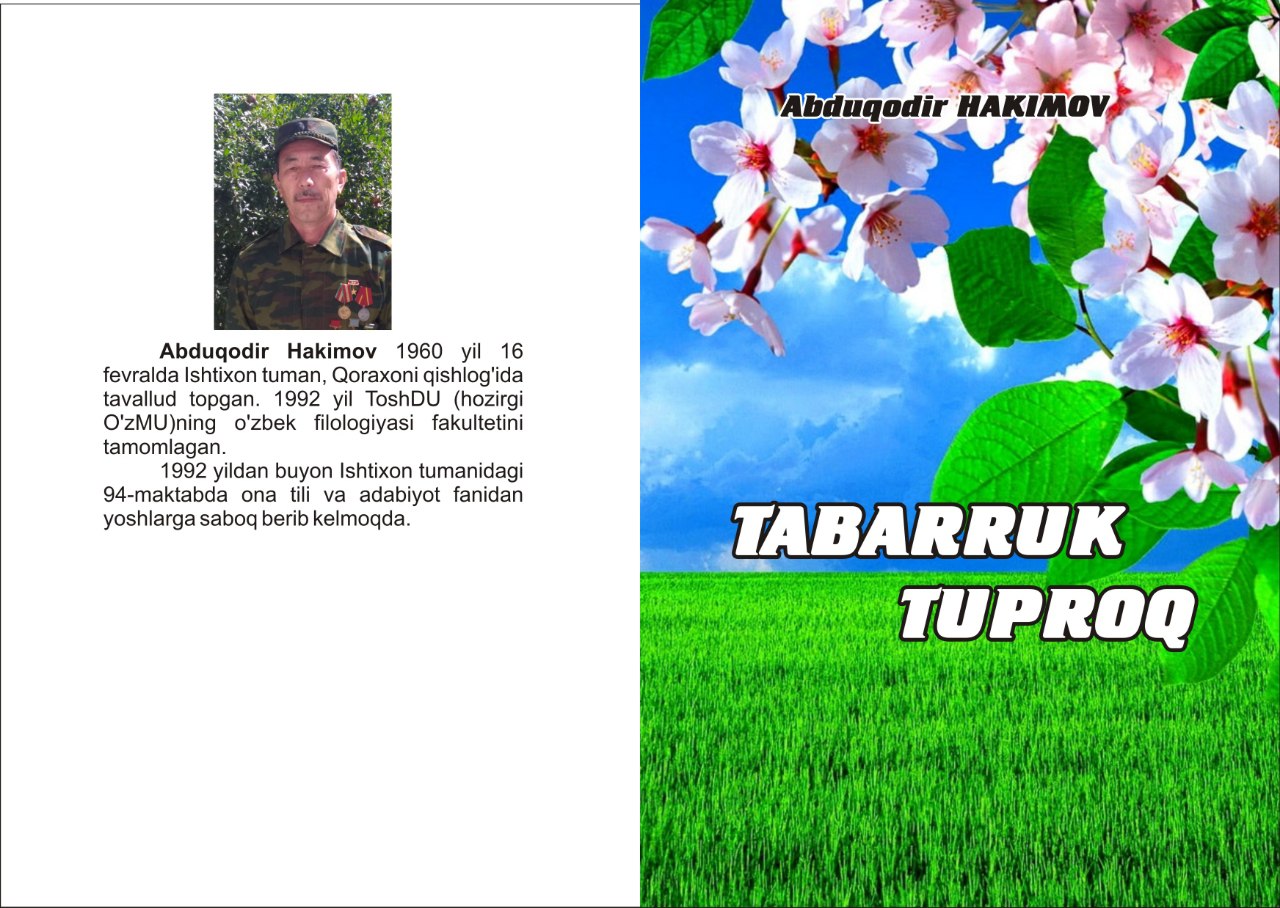 Abduqodir Hakimov 1960 yil 16
fevralda Ishtixon tuman, Qoraxoni qishlog'ida
tavallud topgan. 1992 yil ToshDU (hozirgi
O'zMU)ning o'zbek filologiyasi fakultetini
tamomlagan.
1992 yildan buyon Ishtixon tumanidagi
94-maktabda ona tili va adabiyot fanidan
yoshlarga saboq berib kelmoqda.
Abduqodir HAKIMOV
TABARRUK
TUPROQ